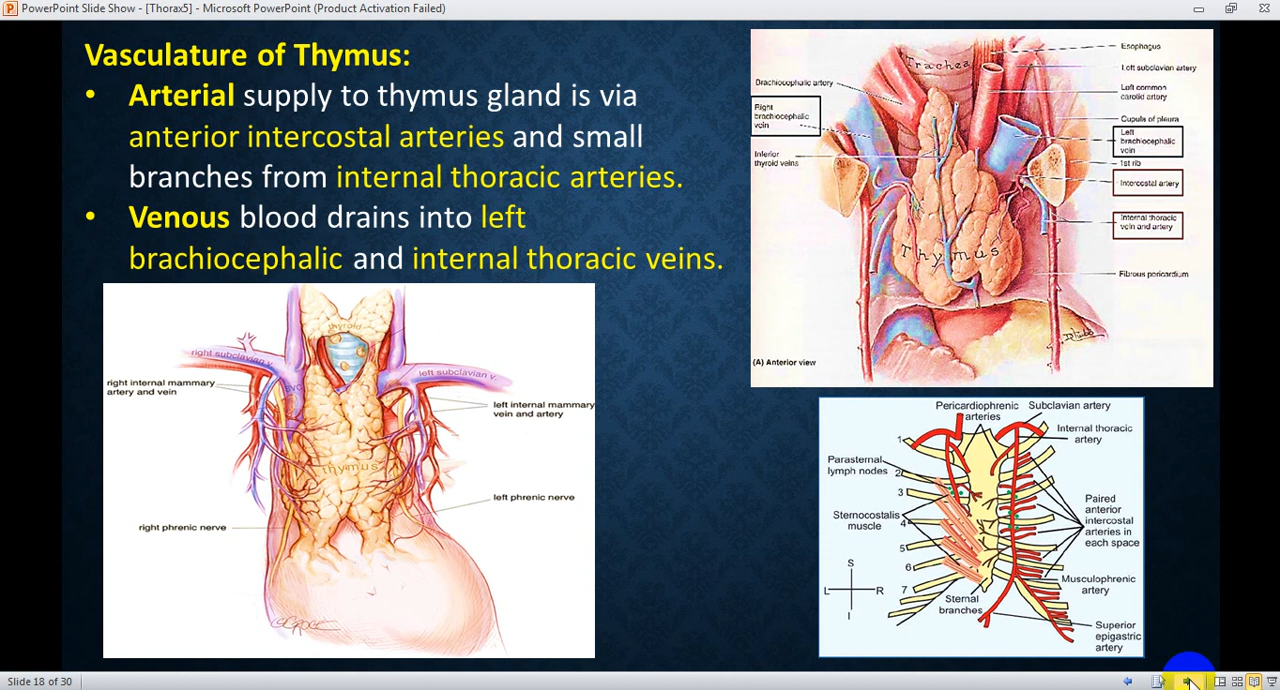 PowerPoint Slide Show - [Thorax5] - Microsoft PowerPoint (Product Activation Failed)
Vasculature of Thymus:
• Arterial supply to thymus gland is via
anterior intercostal arteries and small
branches from internal thoracic arteries.
• Venous blood drains into left
brachiocephalic and internal thoracic veins.
Trachea
Esophagus
Left subclavian artery
Brachiocephalic artery
Left common
carotid artery
Right
brachiocephalic
vein
Cupula of pleura
Left
brachiocephalic
vein
Inferior
thyroid veins
1st rib
Intercostal artery
Internal thoracic
vein and artery
Thymus
Fibrous pericardium
(A) Anterior view
thyroid
right subclavian v.
left subclavian v.
SVC
right internal mammary
artery and vein
left internal mammary
vein and artery
Thymus
left phrenic nerve
right phrenic nerve
Pericardiophrenic
arteries
Subclavian artery
Internal thoracic
artery
1
Parasternal
lymph nodes
2
3
Sternocostalis
muscle
4
5
6
7
Paired
anterior
intercostal
arteries in
each space
S
L
R
I
Musculophrenic
artery
Sternal
branches
Superior
epigastric
artery
Slide 18 of 30